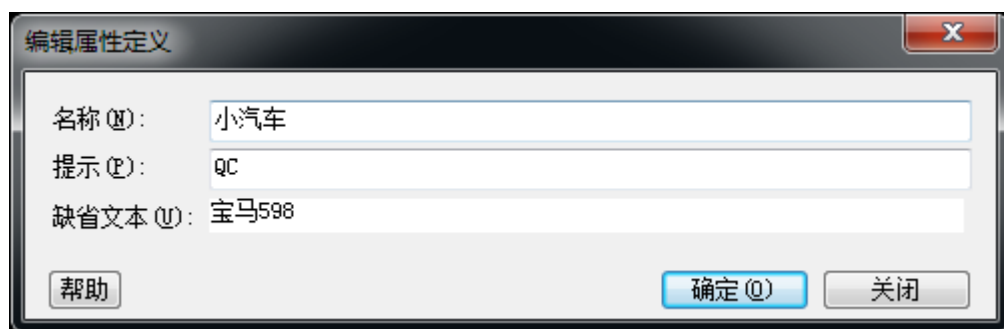 编辑属性定义
名称(N):
小汽车
提示(P):
QC
缺省文本(U):
宝马598
帮助
确定(O)
关闭